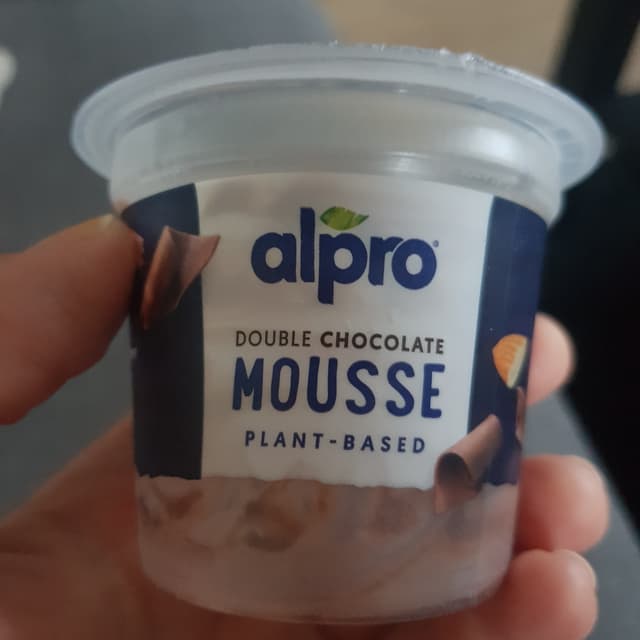 alpro
DOUBLE CHOCOLATE
MOUSSE
PLANT-BASED